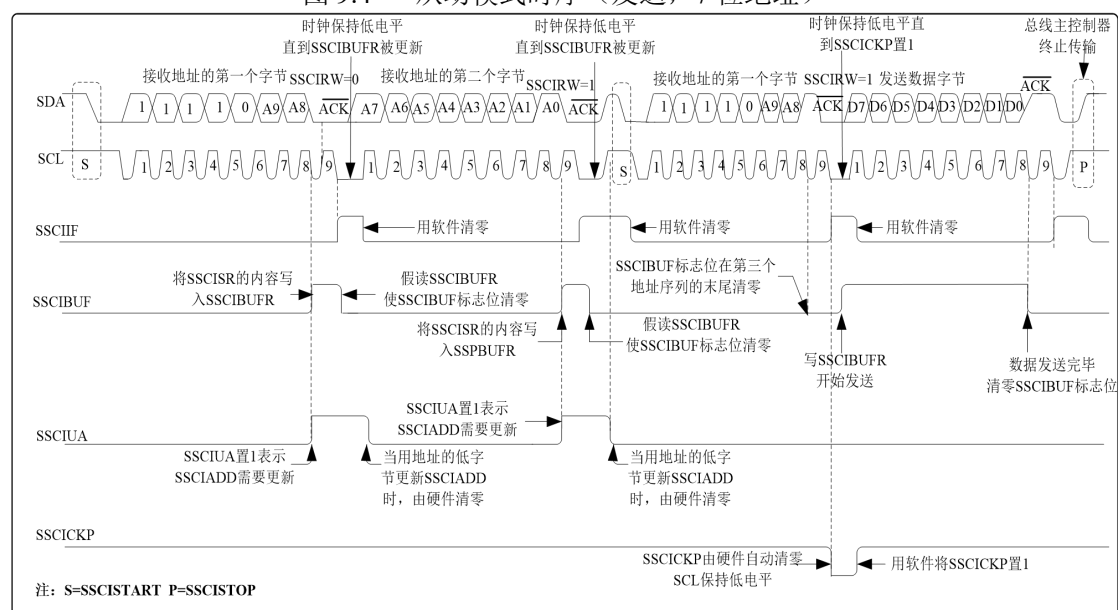 图 9.4 从动模式时序（发送，7 位地址）
时钟保持低电平
直到SSCIBUFR被更新
时钟保持低电平
直到SSCIBUFR被更新
时钟保持低电平直
到SSCICKP置1
总线主控制器
终止传输
接收地址的第一个字节 SSCIRW=0
接收地址的第二个字节 SSCIRW=1
接收地址的第一个字节 SSCIRW=1 发送数据字节
ACK
SDA 1 1 1 1 0 A9 A8 ACK A7 A6 A5 A4 A3 A2 A1 A0 ACK 1 1 1 1 0 A9 A8 ACK D7 D6 D5 D4 D3 D2 D1 D0
SCL S 1 2 3 4 5 6 7 8 9 1 2 3 4 5 6 7 8 9 S 1 2 3 4 5 6 7 8 9 1 2 3 4 5 6 7 8 9 P
SSCIIF 用软件清零 用软件清零 用软件清零
SSCIBUF
将SSCISR的内容写
入SSCIBUFR
假读SSCIBUFR
使SSCIBUF标志位清零
将SSCISR的内容写
入SSPBUFR
假读SSCIBUFR
使SSCIBUF标志位清零
SSCIBUF标志位在第三个
地址序列的末尾清零
写SSCIBUFR
开始发送
数据发送完毕
清零SSCIBUF标志位
SSCIUA
SSCIUA置1表示
SSCIADD需要更新
当用地址的低字
节更新SSCIADD
时，由硬件清零
SSCIUA置1表示
SSCIADD需要更新
当用地址的低字
节更新SSCIADD
时，由硬件清零
SSCICKP
SSCICKP由硬件自动清零
SCL保持低电平
用软件将SSCICKP置1
注：S=SSCISTART P=SSCISTOP